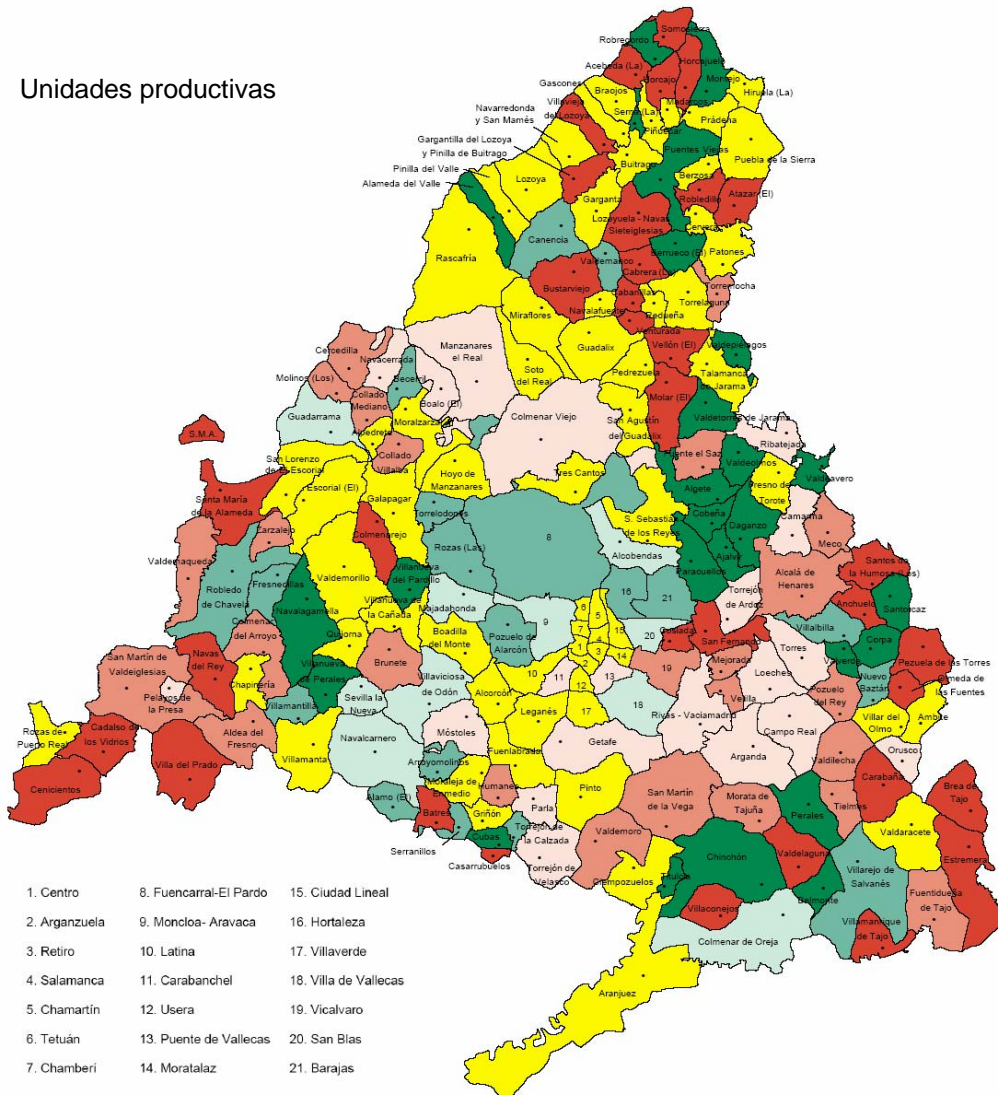 Unidades productivas
Somosierra
Robregordo
Horcajuelo
Acebeda (La)
Horcajo
Montejo
Gascones
Braojos
Madarcos
Hiruela (La)
Villavieja
del Lozoya
Serna (La)
Prádena
Navarredonda
y San Mamés
Piñuécar
Puentes Viejas
Gargantilla del Lozoya
y Pinilla de Buitrago
Buitrago
Puebla de la Sierra
Pinilla del Valle
Lozoya
Berzosa
Alameda del Valle
Robledillo
Atazar (El)
Garganta
Lozoyuela - Navas
Sieteiglesias
Cervera
Canencia
Berrueco (El)
Patones
Rascafría
Valdemanco
Cabrera (La)
Torremocha
Bustarviejo
Cabanillas
Torrelaguna
Navalafuente
Redueña
Miraflores
Venturada
Guadalix
Vellón (El)
Valdepiélagos
Cercedilla
Navacerrada
Manzanares
el Real
Soto
del Real
Pedrezuela
Talamanca
de Jarama
Molinos (Los)
Becerril
Collado
Mediano
Boalo (El)
Molar (El)
Guadarrama
Moralzarzal
Colmenar Viejo
San Agustín
del Guadalix
Valdetorres de Jarama
Alpedrete
Ribatejada
S.M.A.
Collado
Villalba
Fuente el Saz
Valdeolmos
San Lorenzo
de El Escorial
Hoyo de
Manzanares
Tres Cantos
Valdeavero
Escorial (El)
Algete
Fresno de
Torote
Santa María
de la Alameda
Galapagar
Torrelodones
S. Sebastián
de los Reyes
Cobeña
Camarma
Zarzalejo
Colmenarejo
Daganzo
Meco
Valdemaqueda
Rozas (Las)
8
Alcobendas
Ajalvir
Robledo
de Chavela
Fresnedillas
Valdemorillo
Villanueva
del Pardillo
Paracuellos
Alcalá de
Henares
Santos de
la Humosa (Los)
Navalagamella
Villanueva de
la Cañada
Majadahonda
16
21
Torrejón
de Ardoz
Anchuelo
Santorcaz
Colmenar
del Arroyo
Quijorna
Boadilla
del Monte
Pozuelo de
Alarcón
9
6
5
7
15
20
4
1
3
14
2
Coslada
San Fernando
Villalbilla
Corpa
San Martín de
Valdeiglesias
Navas
del Rey
Brunete
Torres
Valverde
Pezuela de las Torres
Chapinería
Villanueva
de Perales
Villaviciosa
de Odón
Alcorcón
10
11
12
13
19
Mejorada
Loeches
Nuevo
Baztán
Olmeda de
las Fuentes
Pelayos de
la Presa
Sevilla la
Nueva
Leganés
17
18
Velilla
Pozuelo
del Rey
Villamantilla
Rivas - Vaciamadrid
Villar del
Olmo
Ambite
Rozas de
Puerto Real
Cadalso de
los Vidrios
Aldea del
Fresno
Navalcarnero
Móstoles
Getafe
Campo Real
Orusco
Villamanta
Fuenlabrada
Arganda
Valdilecha
Villa del Prado
Arroyomolinos
Moraleja de
Enmedio
Carabaña
Cenicientos
Alamo (El)
Humanes
Pinto
San Martín
de la Vega
Morata de
Tajuña
Tielmes
Brea de
Tajo
Batres
Griñón
Parla
Perales
Valdaracete
Serranillos
Cubas
Torrejón de
la Calzada
Valdemoro
Estremera
Casarrubuelos
Torrejón de
Velasco
Chinchón
Valdelaguna
Ciempozuelos
Titulcia
Villarejo de
Salvanés
Fuentidueña
de Tajo
Villaconejos
Belmonte
Villamanrique
de Tajo
Colmenar de Oreja
Aranjuez
1. Centro
8. Fuencarral-El Pardo
15. Ciudad Lineal
2. Arganzuela
9. Moncloa- Aravaca
16. Hortaleza
3. Retiro
10. Latina
17. Villaverde
4. Salamanca
11. Carabanchel
18. Villa de Vallecas
5. Chamartín
12. Usera
19. Vicalvaro
6. Tetuán
13. Puente de Vallecas
20. San Blas
7. Chamberí
14. Moratalaz
21. Barajas